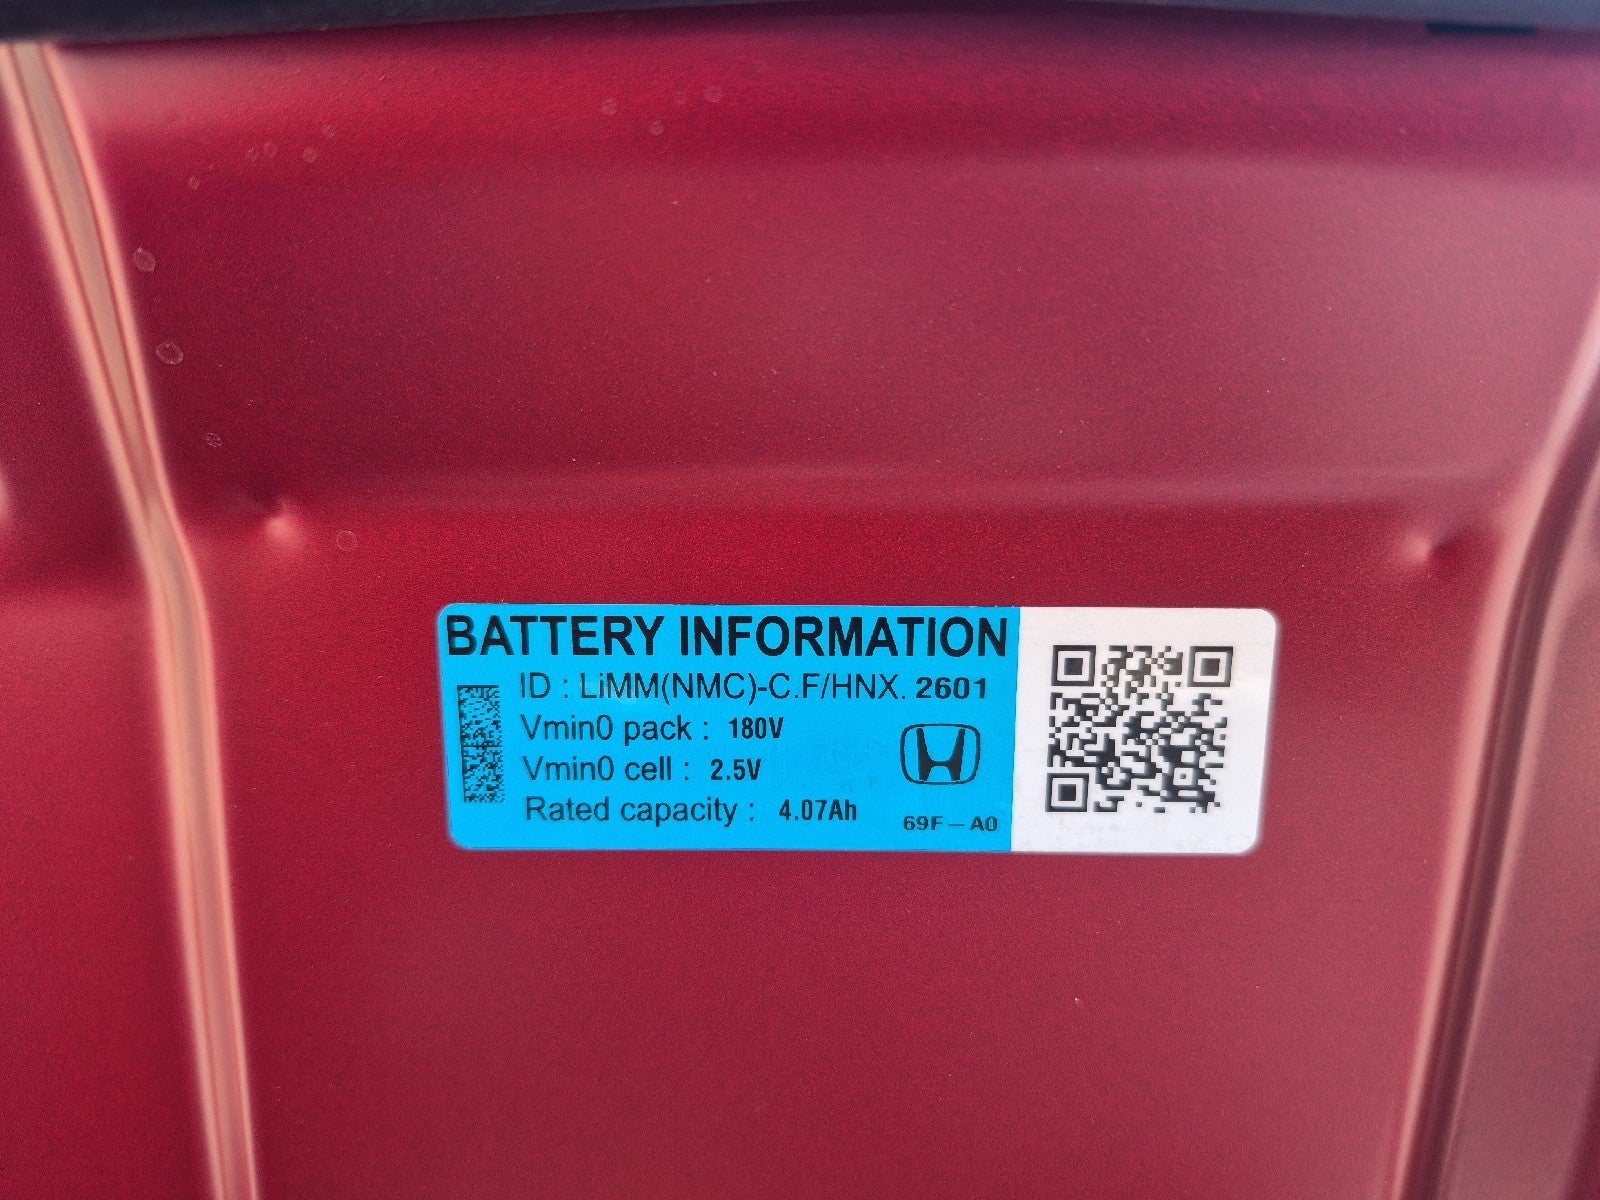 BATTERY INFORMATION
ID : LiMM(NMC)-C.F/HNX. 2601
Vmin0 pack : 180V
Vmin0 cell : 2.5V
Rated capacity : 4.07Ah
69F-A0